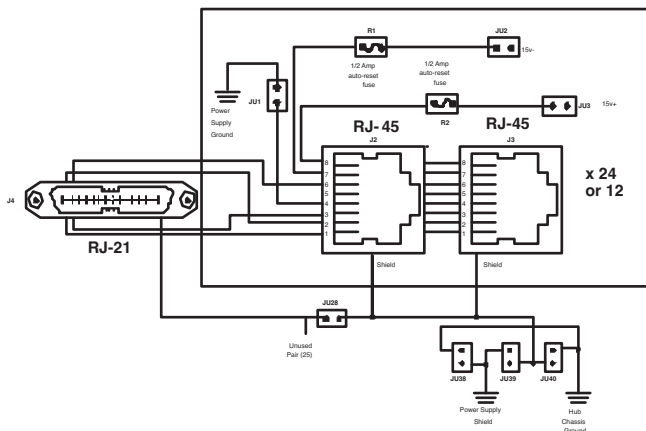 R1
JU2
15v-
1/2 Amp
auto-reset
fuse
1/2 Amp
auto-reset
fuse
JU1
JU3
15v+
R2
Power
Supply
Ground
RJ-45
RJ-45
J2
J3
8
7
6
5
4
3
2
1
8
7
6
5
4
3
2
1
x 24
or 12
J4
RJ-21
Shield
Shield
JU28
Unused
Pair (25)
JU38
JU39
JU40
Power Supply
Shield
Hub
Chassis
Ground